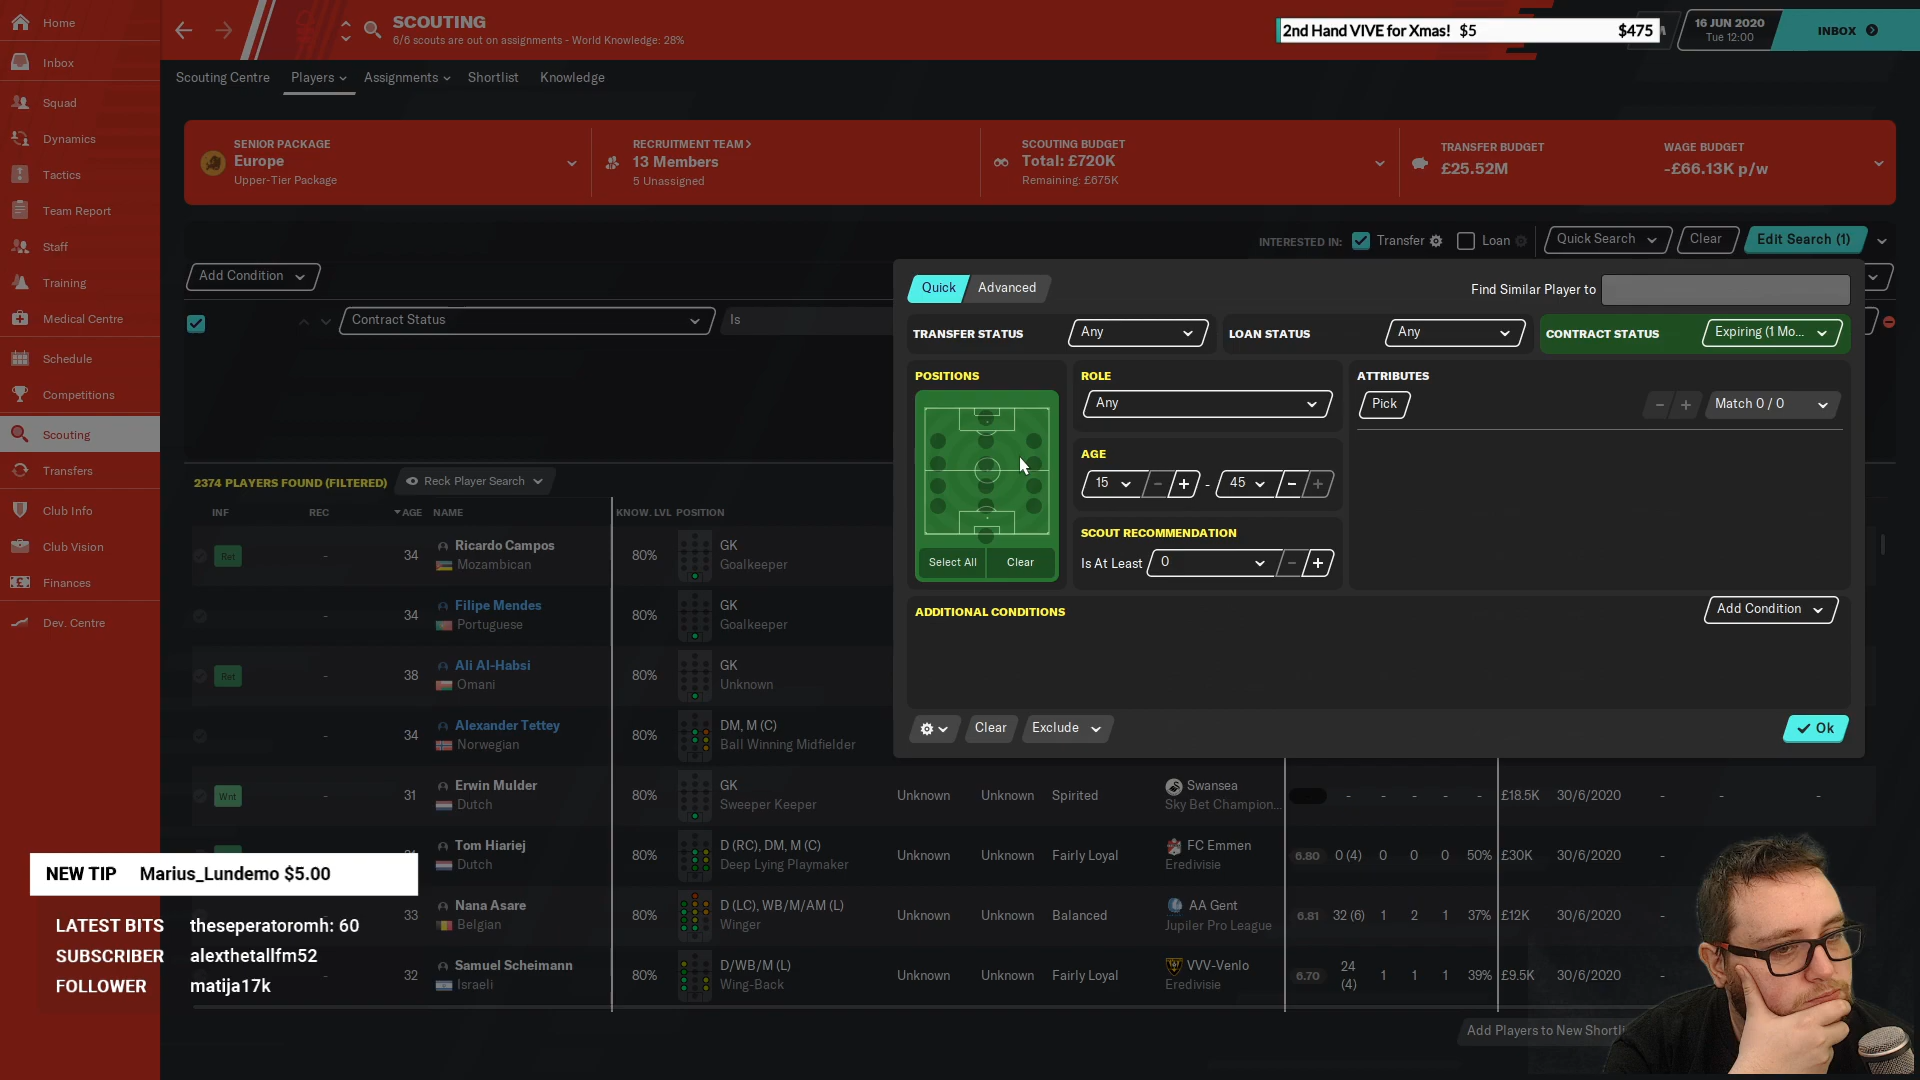 Home
Inbox
Squad
Dynamics
Tactics
Team Report
Staff
Training
Medical Centre
Schedule
Competitions
Scouting
Transfers
Club Info
Club Vision
Finances
Dev. Centre
SCOUTING
6/6 scouts are out on assignments - World Knowledge: 28%
2nd Hand VIVE for Xmas! $5 $475
16 JUN 2020
Tue 12:00
INBOX
Scouting Centre Players Assignments Shortlist Knowledge
SENIOR PACKAGE
Europe
Upper-Tier Package
RECRUITMENT TEAM>
13 Members
5 Unassigned
SCOUTING BUDGET
Total: £720K
Remaining: £675K
TRANSFER BUDGET
£25.52M
WAGE BUDGET
-£66.13K p/w
INTERESTED IN: Transfer Loan Quick Search Clear Edit Search (1)
Add Condition
Contract Status Is
Quick Advanced Find Similar Player to
TRANSFER STATUS Any LOAN STATUS Any CONTRACT STATUS Expiring (1 Mo...
POSITIONS
Select All Clear
ROLE
Any
AGE
15 - 45
SCOUT RECOMMENDATION
Is At Least 0
ATTRIBUTES
Pick Match 0 / 0
ADDITIONAL CONDITIONS Add Condition
Clear Exclude Ok
2374 PLAYERS FOUND (FILTERED) Reck Player Search
INF REC AGE NAME KNOW. LVL POSITION
Ret - 34 Ricardo Campos 80% GK
Mozambican Goalkeeper
- 34 Filipe Mendes 80% GK
Portuguese Goalkeeper
Ret - 38 Ali Al-Habsi 80% GK
Omani Unknown
- 34 Alexander Tettey 80% DM, M (C)
Norwegian Ball Winning Midfielder
Wnt - 31 Erwin Mulder 80% GK Unknown Unknown Spirited Swansea - - - - - £18.5K 30/6/2020 - - -
Dutch Sweeper Keeper Sky Bet Champion...
Tom Hiariej 80% D (RC), DM, M (C) Unknown Unknown Fairly Loyal FC Emmen 6.80 0 (4) 0 0 0 50% £30K 30/6/2020 -
Dutch Deep Lying Playmaker Eredivisie
33 Nana Asare 80% D (LC), WB/M/AM (L) Unknown Unknown Balanced AA Gent 6.81 32 (6) 1 2 1 37% £12K 30/6/2020 -
Belgian Winger Jupiler Pro League
32 Samuel Scheimann 80% D/WB/M (L) Unknown Unknown Fairly Loyal VVV-Venlo 6.70 24 (4) 1 1 1 39% £9.5K 30/6/2020 -
Israeli Wing-Back Eredivisie
Add Players to New Shortli
NEW TIP Marius_Lundemo $5.00
LATEST BITS theseperatoromh: 60
SUBSCRIBER alexthetallfm52
FOLLOWER matija17k